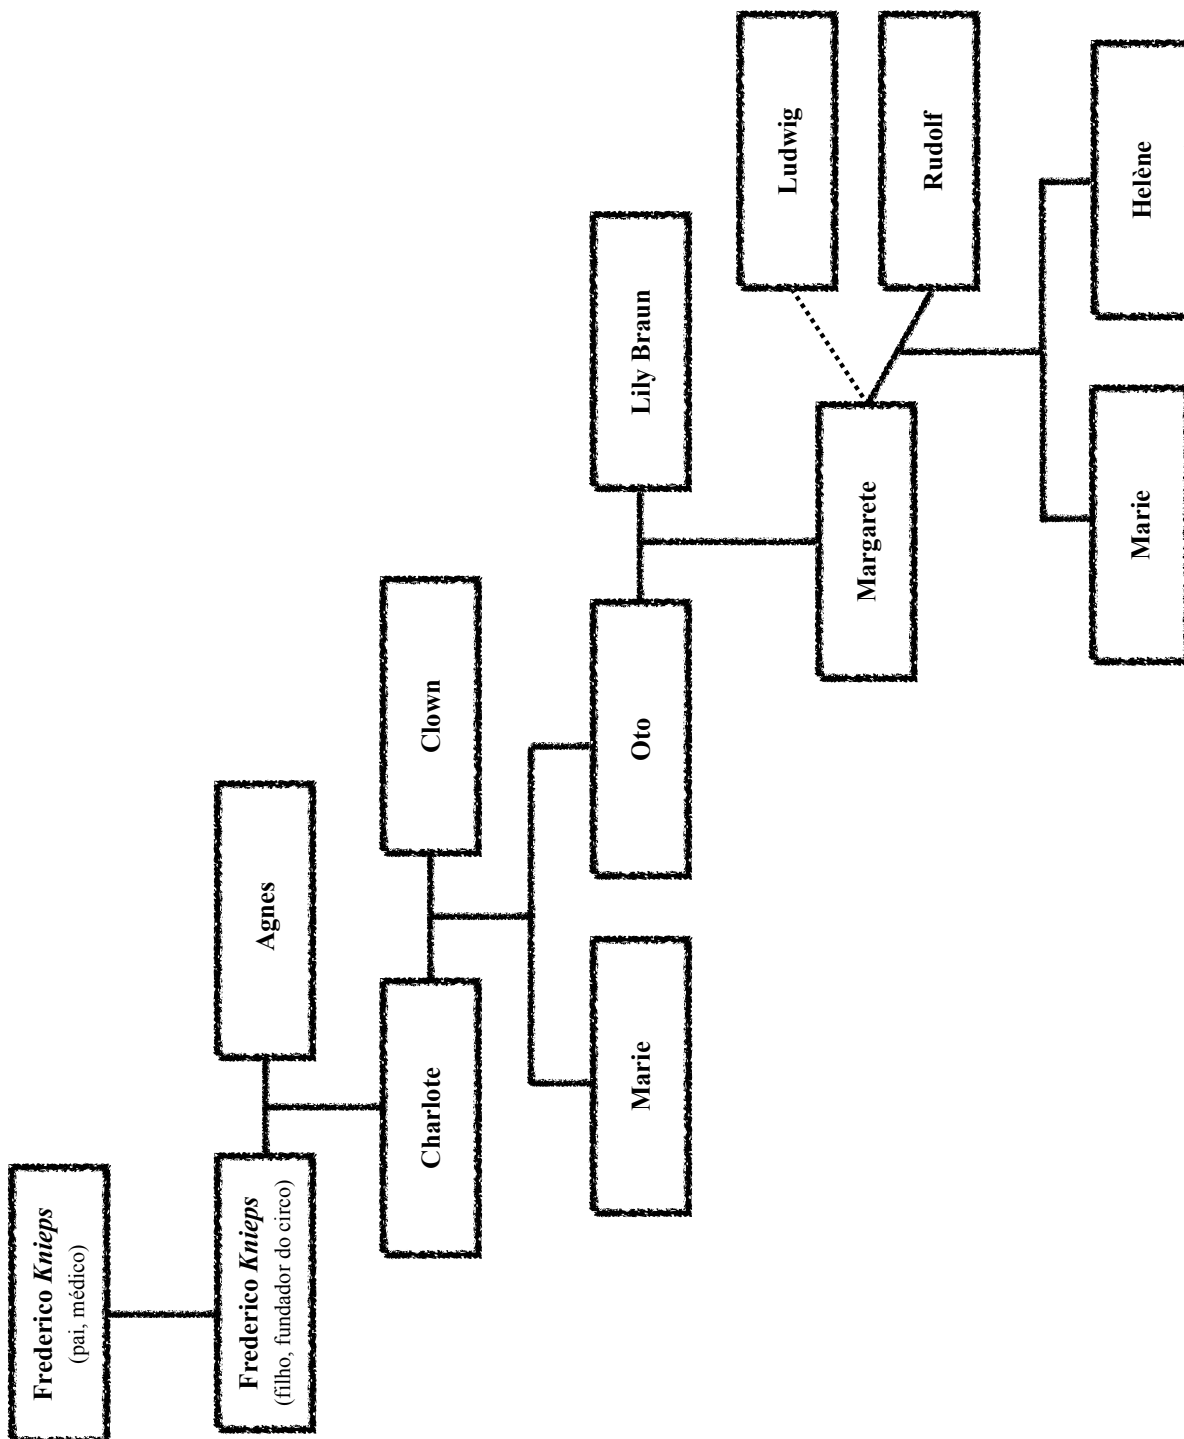 Frederico Knieps
(pai, médico)
Frederico Knieps
(filho, fundador do circo)
Agnes
Charlote
Clown
Marie
Oto
Lily Braun
Margarete
Ludwig
Rudolf
Marie
Helène